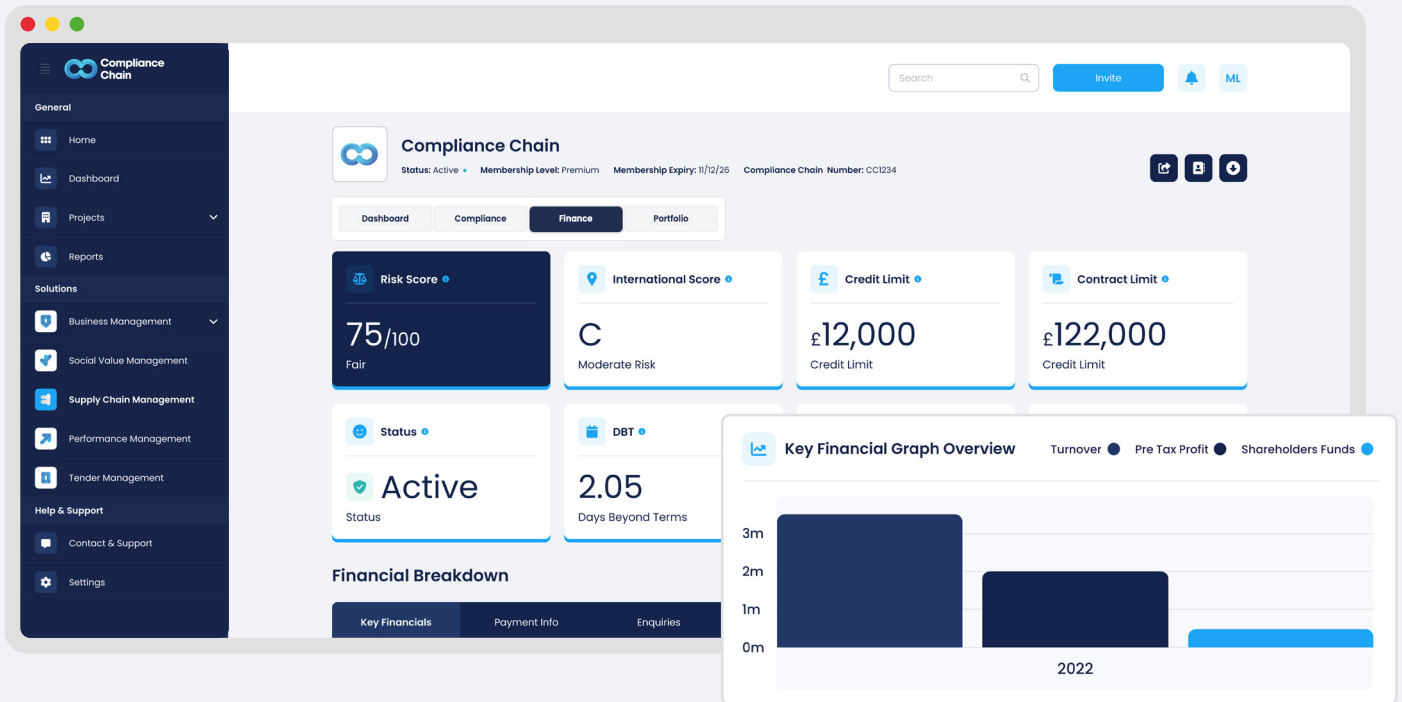 Compliance
Chain
General
Home
Dashboard
Projects
Reports
Solutions
Business Management
Social Value Management
Supply Chain Management
Performance Management
Tender Management
Help & Support
Contact & Support
Settings
Search
Invite
ML
Compliance Chain
Status: Active Membership Level: Premium Membership Expiry: 11/12/26 Compliance Chain Number: CC1234
Dashboard Compliance Finance Portfolio
Risk Score
75/100
Fair
International Score
C
Moderate Risk
£ Credit Limit
£12,000
Credit Limit
Contract Limit
£122,000
Credit Limit
Status
Active
Status
DBT
2.05
Days Beyond Terms
Financial Breakdown
Key Financials Payment Info Enquiries
Key Financial Graph Overview Turnover Pre Tax Profit Shareholders Funds
3m
2m
1m
0m
2022